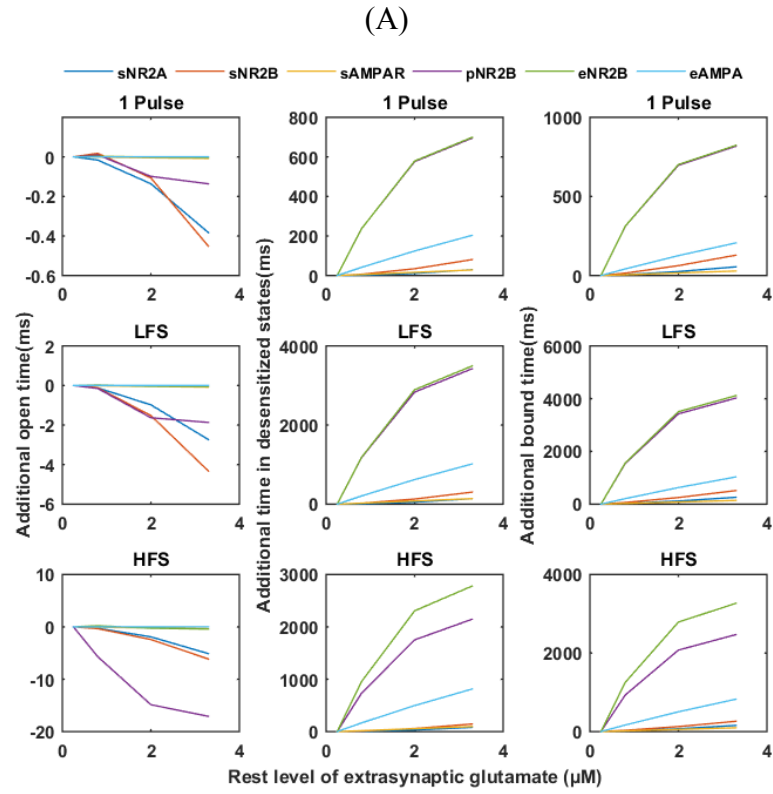 (A)
sNR2A sNR2B sAMPAR pNR2B eNR2B eAMPA
1 Pulse 1 Pulse 1 Pulse
0 -0.2 -0.4 -0.6
0 2 4
800 600 400 200 0
0 2 4
1000 500 0
0 2 4
LFS LFS LFS
2 0 -2 -4 -6
0 2 4
4000 2000 0
0 2 4
6000 4000 2000 0
0 2 4
HFS HFS HFS
10 0 -10 -20
0 2 4
3000 2000 1000 0
0 2 4
4000 2000 0
0 2 4
Additional open time(ms)
Additional time in desensitized states(ms)
Additional bound time(ms)
Rest level of extrasynaptic glutamate (µM)